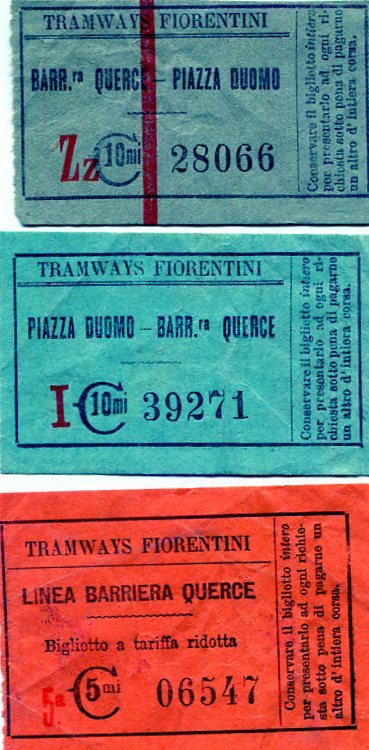 TRAMWAYS FIORENTINI
BARR.ra QUERCE — PIAZZA DUOMO
Zz C 10mi 28066
Conservare il biglietto intiero
per presentarlo ad ogni ri-
chiesta sotto pena di pagarne
un altro d'intiera corsa.
TRAMWAYS FIORENTINI
PIAZZA DUOMO — BARR.ra QUERCE
I C 10mi 39271
Conservare il biglietto intiero
per presentarlo ad ogni ri-
chiesta sotto pena di pagarne
un altro d'intiera corsa.
TRAMWAYS FIORENTINI
LINEA BARRIERA QUERCE
Bigliotto a tariffa ridotta
5a C 5mi 06547
Conservare il biglietto intero
per presentarlo ad ogni richie-
sta sotto pena di pagarne un
altro d'intiera corsa.